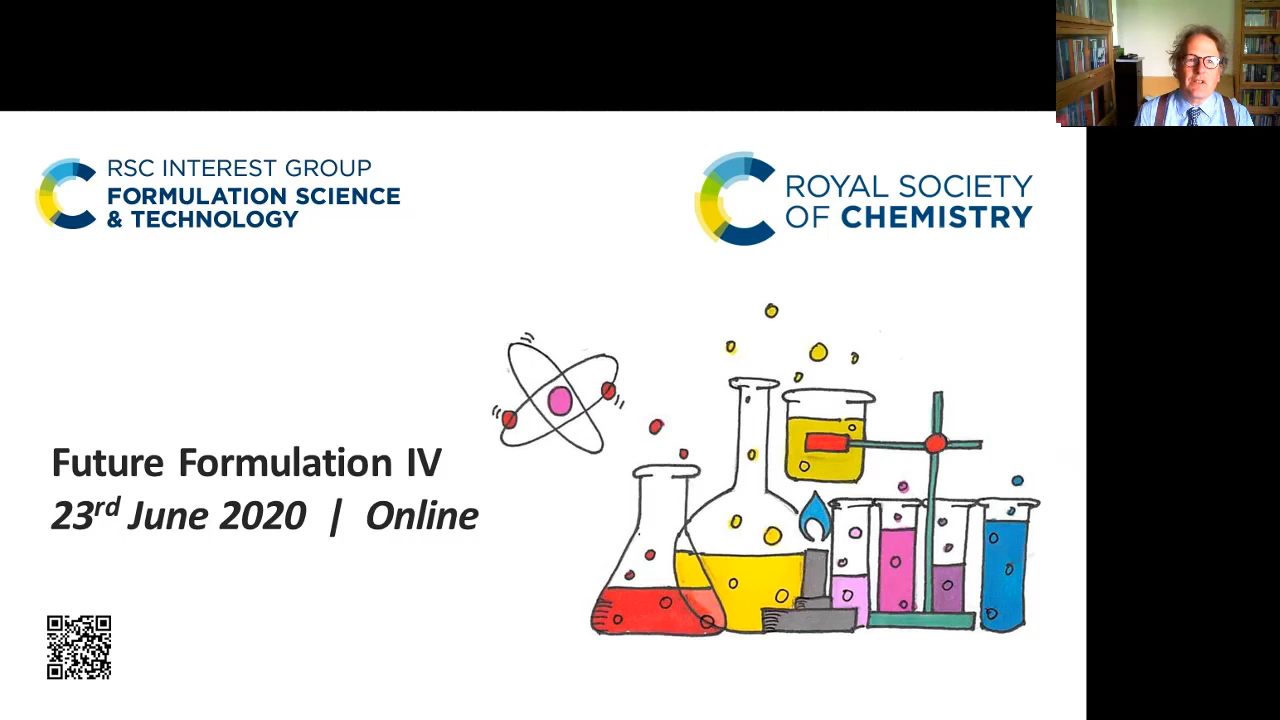 RSC INTEREST GROUP
FORMULATION SCIENCE
& TECHNOLOGY
ROYAL SOCIETY
OF CHEMISTRY
Future Formulation IV
23rd June 2020 | Online